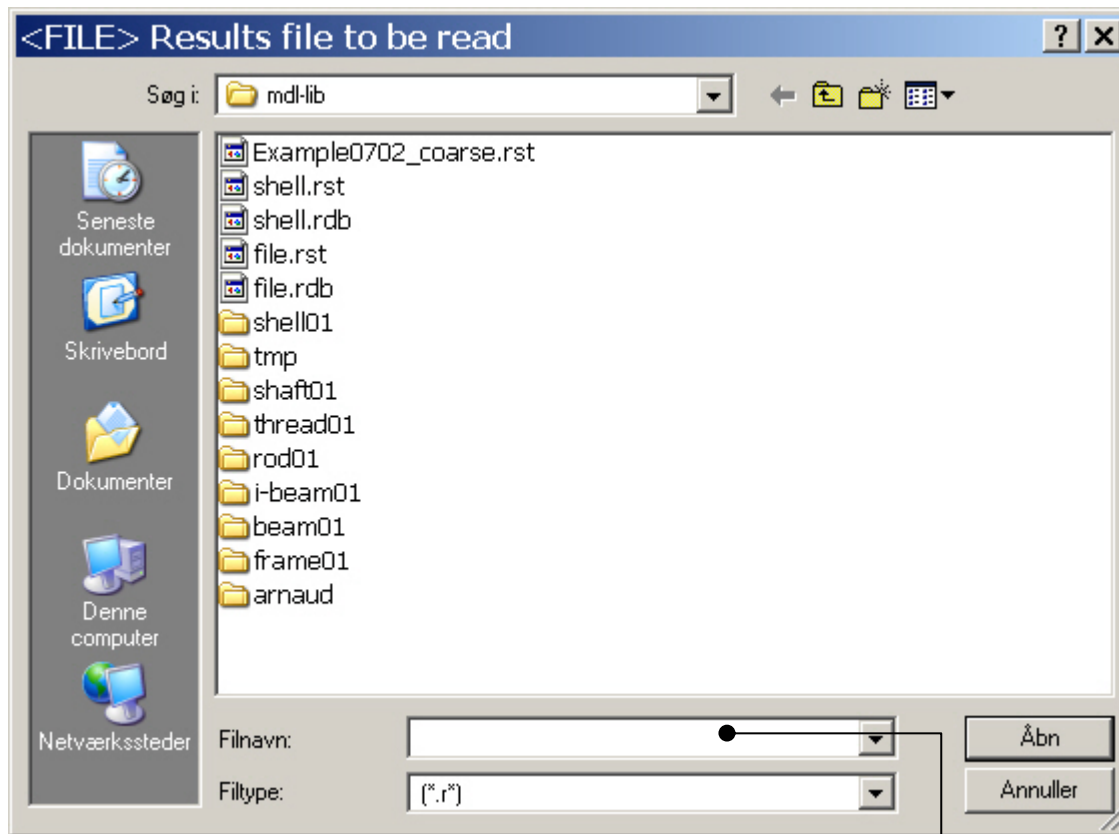 <FILE> Results file to be read
Søg i:
mdl-lib
Example0702_coarse.rst
shell.rst
shell.rdb
file.rst
file.rdb
shell01
tmp
shaft01
thread01
rod01
i-beam01
beam01
frame01
arnaud
Seneste
dokumenter
Skrivebord
Dokumenter
Denne
computer
Netværkssteder
Filnavn:
Åbn
Filtype:
(*.r*)
Annuller